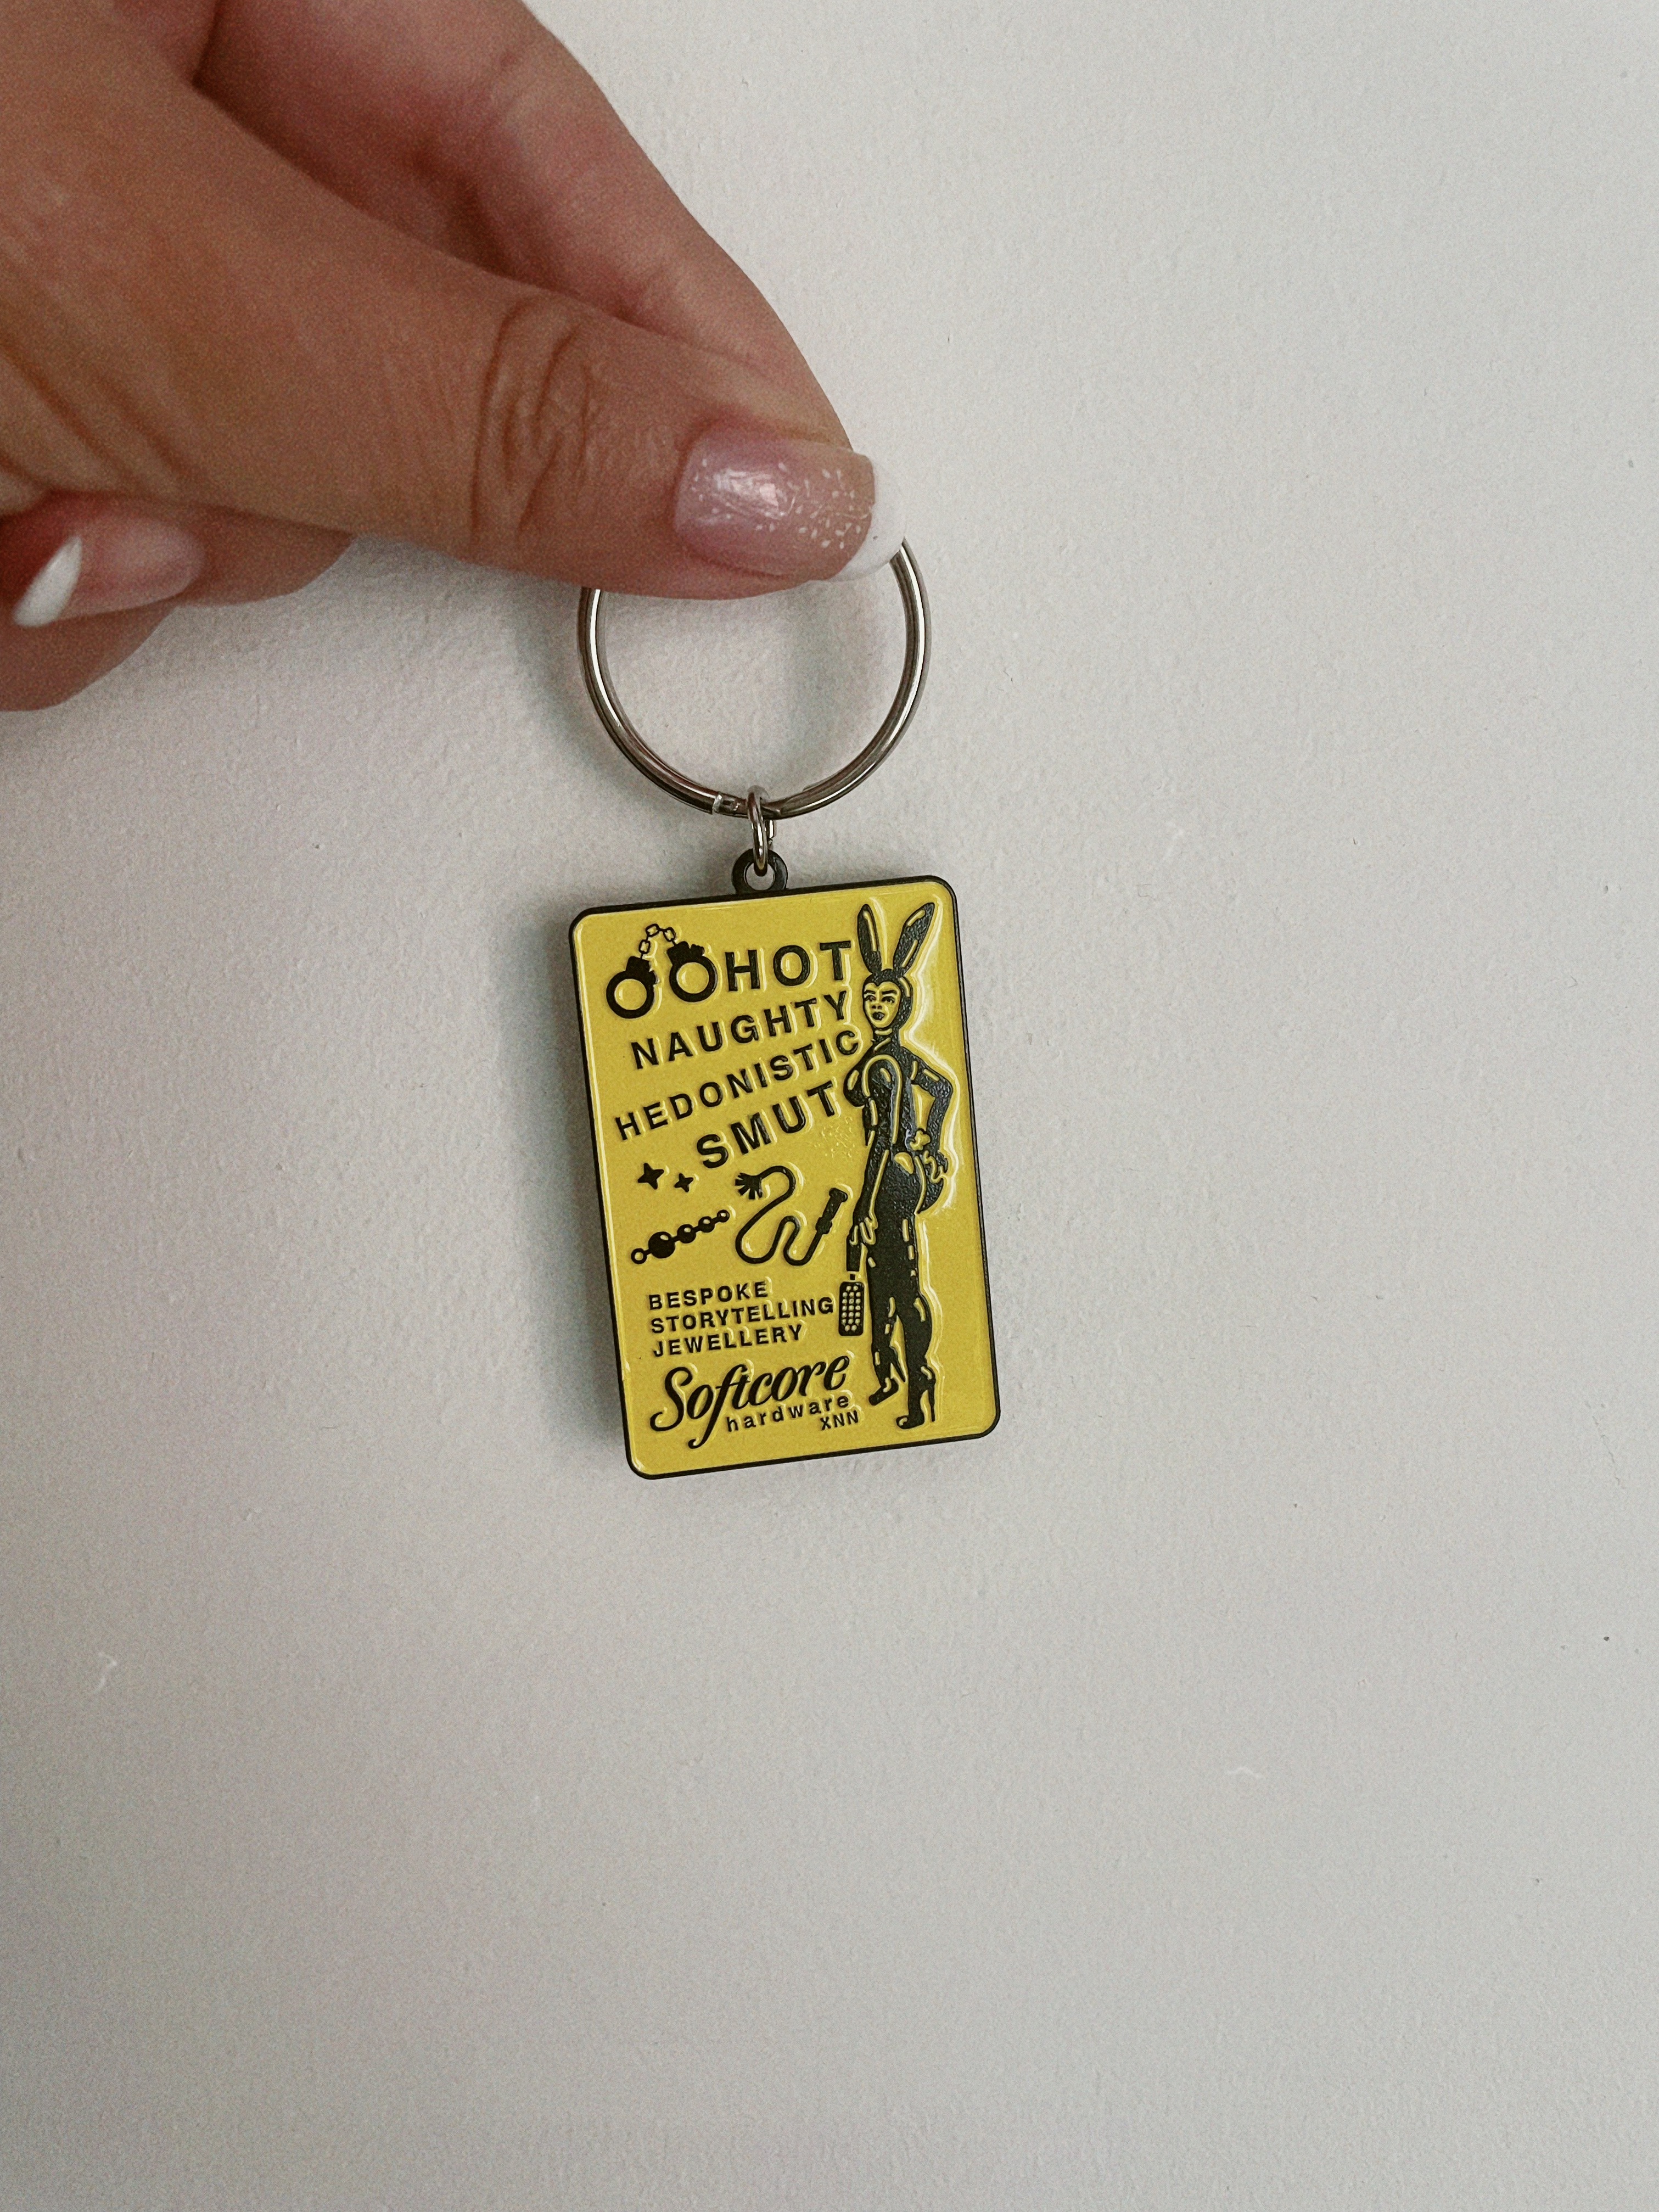 HOT
NAUGHTY
HEDONISTIC
SMUT
BESPOKE
STORYTELLING
JEWELLERY
Softcore
hardware
XNN